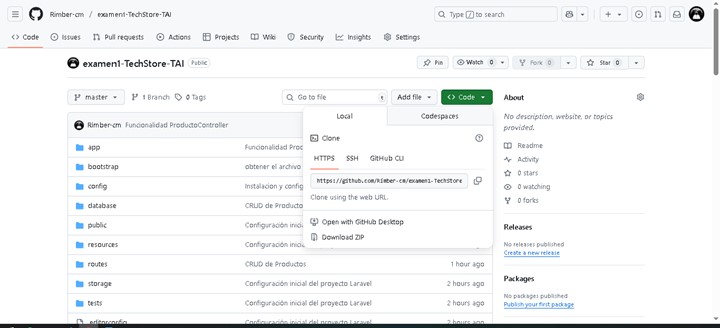 Rimber-cm / examen1-TechStore-TAI
Type / to search
Code Issues Pull requests Actions Projects Wiki Security Insights Settings
examen1-TechStore-TAI Public
Pin Watch 0 Fork 0 Star 0
master 1 Branch 0 Tags
Go to file t
Add file Code
Rimber-cm Funcionalidad ProductoController
app Funcionalidad Proc
bootstrap obtener el archivo
config Instalacion y config
database CRUD de Productos
public Configuración inici
resources Configuración inici
routes CRUD de Productos 1 hour ago
storage Configuración inicial del proyecto Laravel 2 hours ago
tests Configuración inicial del proyecto Laravel 2 hours ago
.editorconfig Configuración inicial del proyecto Laravel 2 hours ago
Local Codespaces
Clone
HTTPS SSH GitHub CLI
https://github.com/Rimber-cm/examen1-TechStore
Clone using the web URL.
Open with GitHub Desktop
Download ZIP
About
No description, website, or topics
provided.
Readme
Activity
0 stars
0 watching
0 forks
Releases
No releases published
Create a new release
Packages
No packages published
Publish your first package